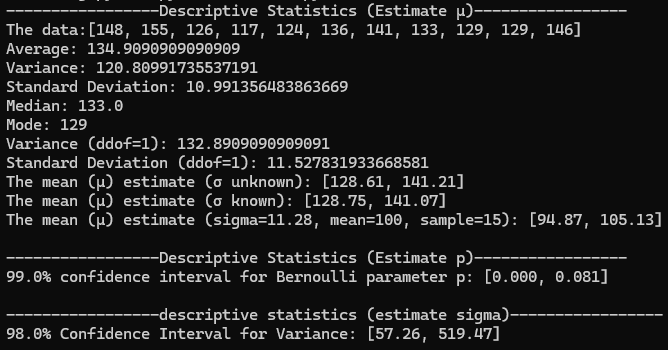 -----------------Descriptive Statistics (Estimate μ)-----------------
The data:[148, 155, 126, 117, 124, 136, 141, 133, 129, 129, 146]
Average: 134.9090909090909
Variance: 120.80991735537191
Standard Deviation: 10.991356483863669
Median: 133.0
Mode: 129
Variance (ddof=1): 132.8909090909091
Standard Deviation (ddof=1): 11.527831933668581
The mean (μ) estimate (σ unknown): [128.61, 141.21]
The mean (μ) estimate (σ known): [128.75, 141.07]
The mean (μ) estimate (sigma=11.28, mean=100, sample=15): [94.87, 105.13]
-----------------Descriptive Statistics (Estimate p)-----------------
99.0% confidence interval for Bernoulli parameter p: [0.000, 0.081]
-----------------descriptive statistics (estimate sigma)-----------------
98.0% Confidence Interval for Variance: [57.26, 519.47]